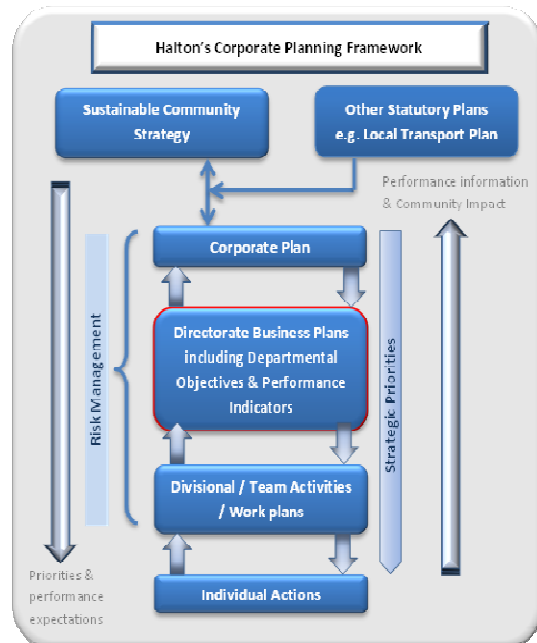 Halton's Corporate Planning Framework
Sustainable Community
Strategy
Other Statutory Plans
e.g. Local Transport Plan
Performance information
& Community Impact
Corporate Plan
Directorate Business Plans
including Departmental
Objectives & Performance
Indicators
Risk Management
Strategic Priorities
Divisional / Team Activities
/ Work plans
Priorities &
performance
expectations
Individual Actions